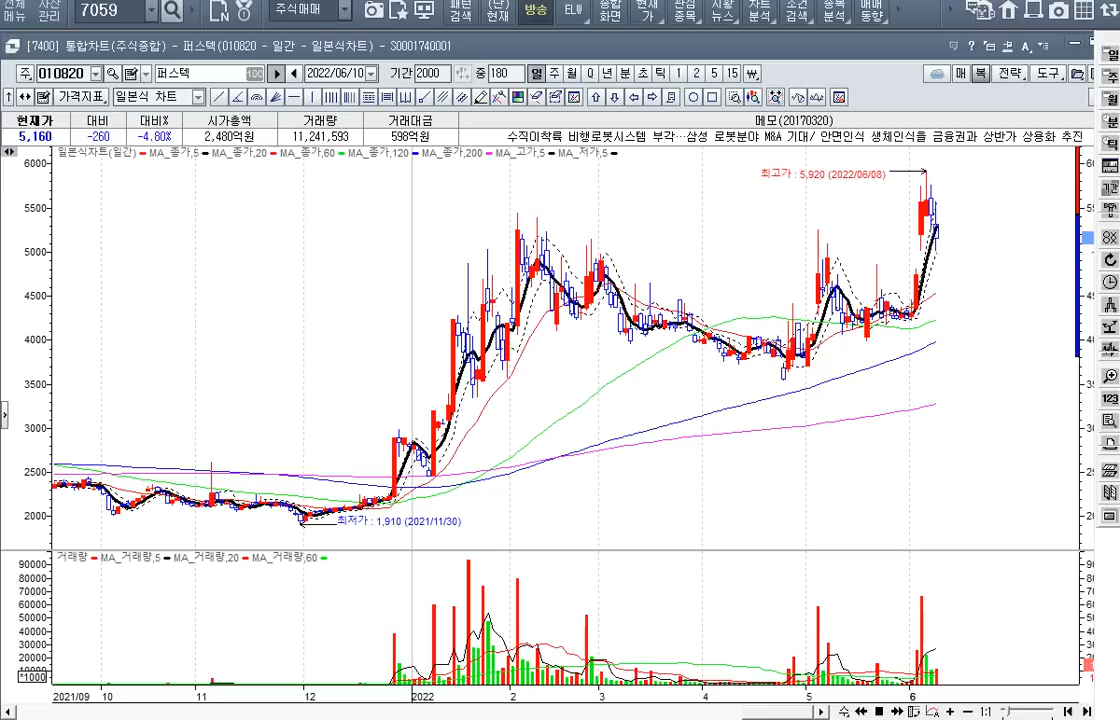 전체 자산 7059 주식매매 패턴 (신) 방송 ELW 종합 현재 관심 시장 차트 조건 종목 매매
메뉴 관리 검색 현재 화면 가 종목 뉴스 분석 검색 분석 동향
[7400] 통합차트(주식종합) - 퍼스텍(010820 - 일간 - 일본식차트) - S0001740001
주 010820 퍼스텍 100 2022/06/10 기간 2000 중 180 일 주 월 Q 년 분 초 틱 1 2 5 15 매 복 전략 도구
가격지표 일본식 차트
현재가 대비 대비% 시가총액 거래량 거래대금 메모(20170320)
5,160 -260 -4.80% 2,480억원 11,241,593 598억원 수직이착륙 비행로봇시스템 부각···삼성 로봇분야 M&A 기대/ 안면인식 생체인식을 금융권과 상반가 상용화 추진
일본식차트(일간) MA_종가,5 MA_종가,20 MA_종가,60 MA_종가,120 MA_종가,200 MA_고가,5 MA_저가,5
6000
최고가 : 5,920 (2022/06/08)
5500
5000
4500
4000
3500
3000
2500
2000
최저가 : 1,910 (2021/11/30)
거래량 MA_거래량,5 MA_거래량,20 MA_거래량,60
90000
80000
70000
60000
50000
40000
30000
20000
10000
*1000
2021/09 10 11 12 2022 2 3 4 5 6
1:1